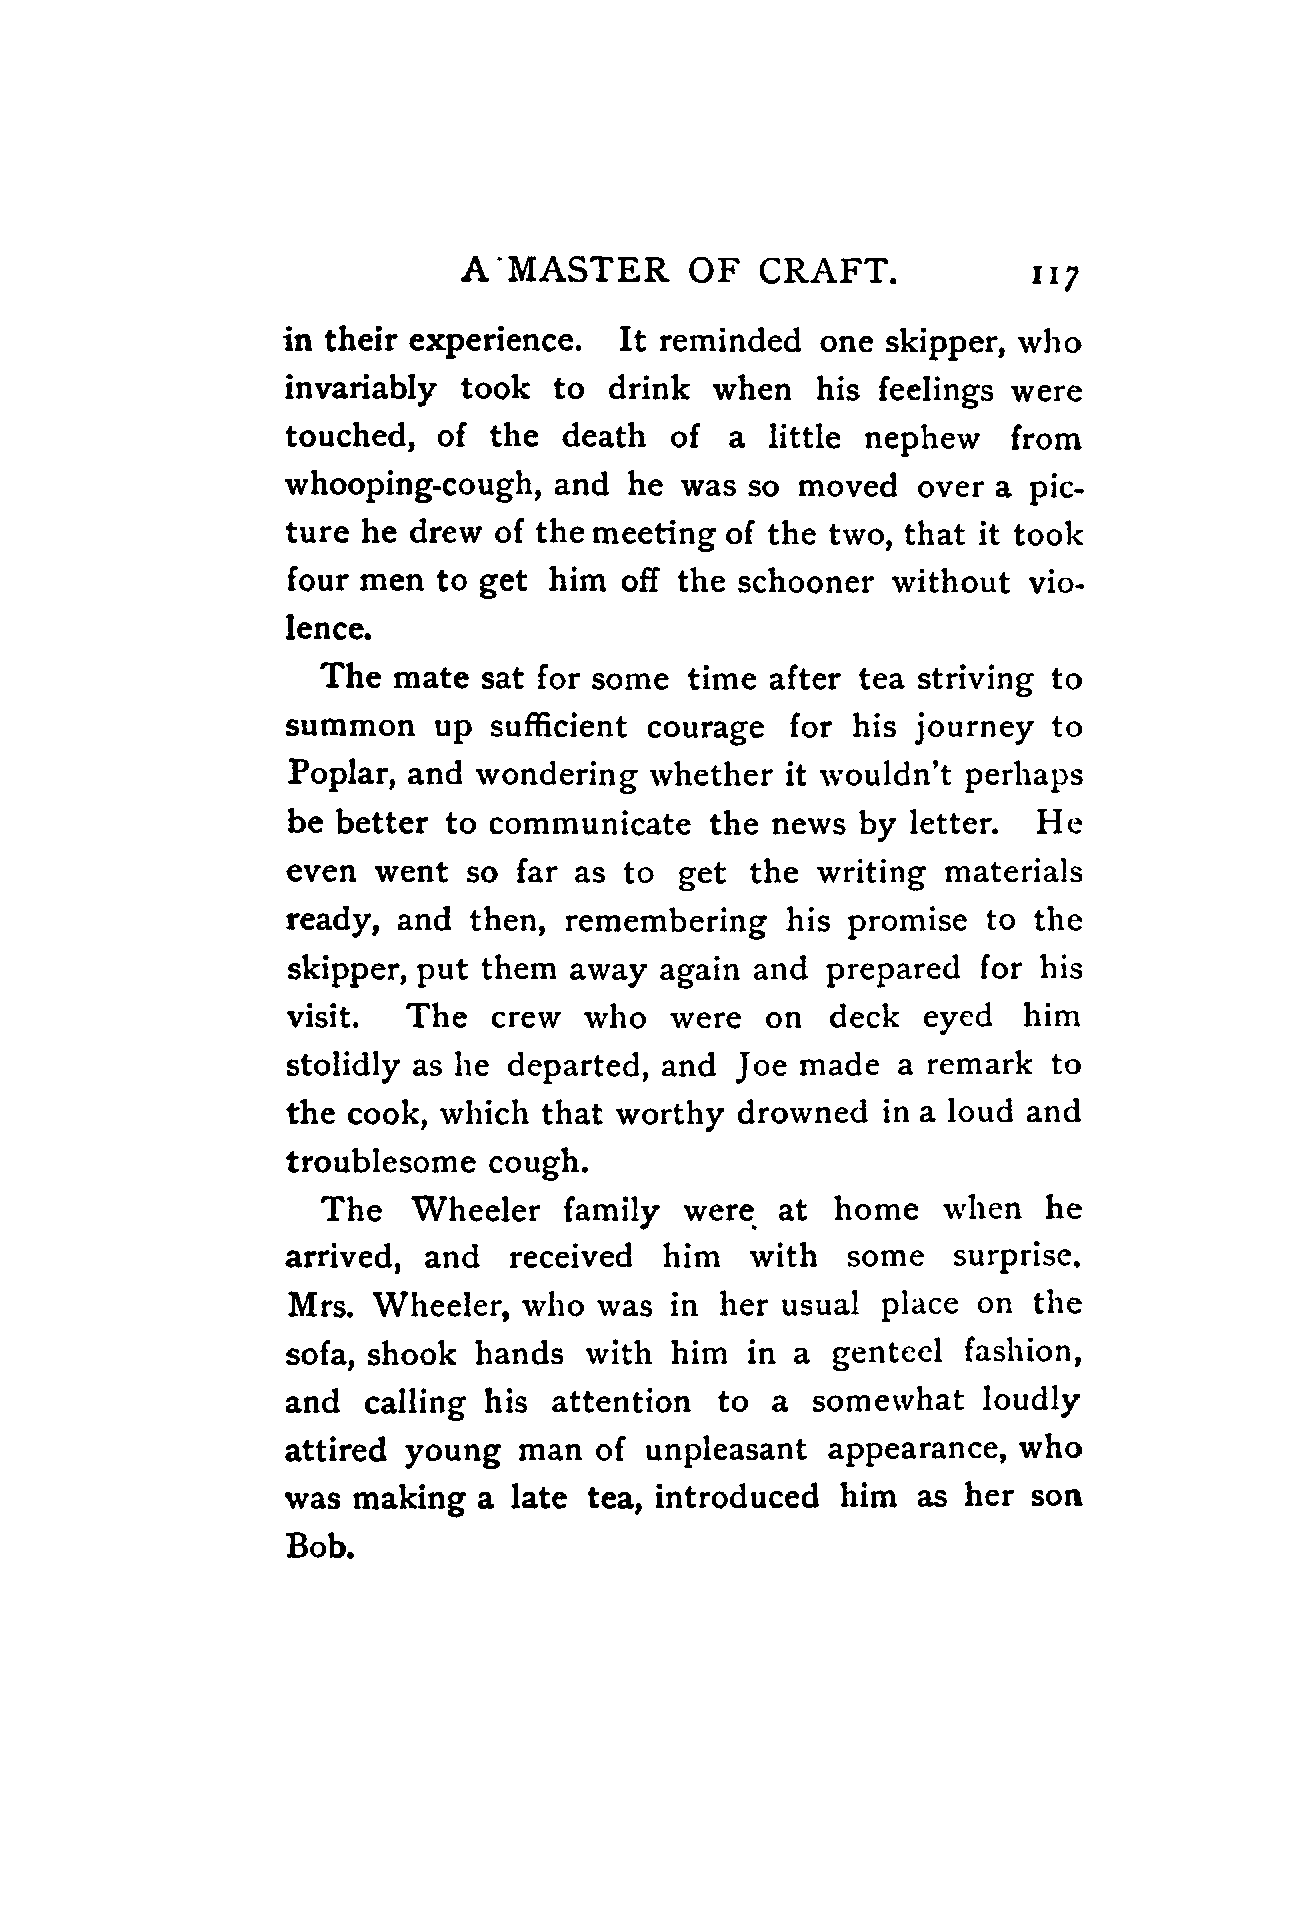 A MASTER OF CRAFT. 117
in their experience. It reminded one skipper, who
invariably took to drink when his feelings were
touched, of the death of a little nephew from
whooping-cough, and he was so moved over a pic-
ture he drew of the meeting of the two, that it took
four men to get him off the schooner without vio-
lence.
The mate sat for some time after tea striving to
summon up sufficient courage for his journey to
Poplar, and wondering whether it wouldn't perhaps
be better to communicate the news by letter. He
even went so far as to get the writing materials
ready, and then, remembering his promise to the
skipper, put them away again and prepared for his
visit. The crew who were on deck eyed him
stolidly as he departed, and Joe made a remark to
the cook, which that worthy drowned in a loud and
troublesome cough.
The Wheeler family were at home when he
arrived, and received him with some surprise.
Mrs. Wheeler, who was in her usual place on the
sofa, shook hands with him in a genteel fashion,
and calling his attention to a somewhat loudly
attired young man of unpleasant appearance, who
was making a late tea, introduced him as her son
Bob.